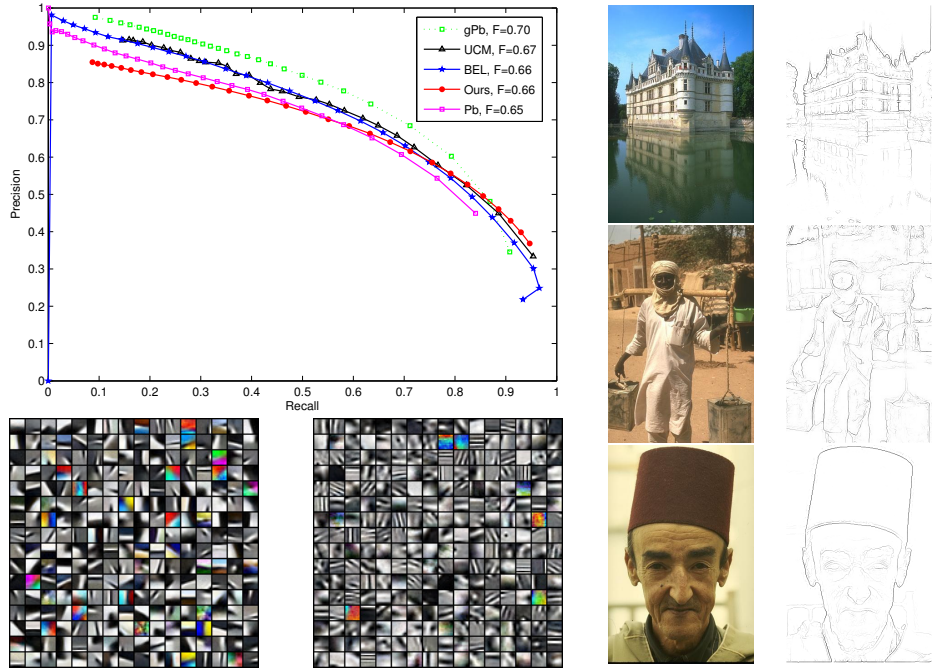 1
0.9
0.8
0.7
0.6
0.5
0.4
0.3
0.2
0.1
0
Precision
gPb, F=0.70
UCM, F=0.67
BEL, F=0.66
Ours, F=0.66
Pb, F=0.65
0 0.1 0.2 0.3 0.4 0.5 0.6 0.7 0.8 0.9 1
Recall